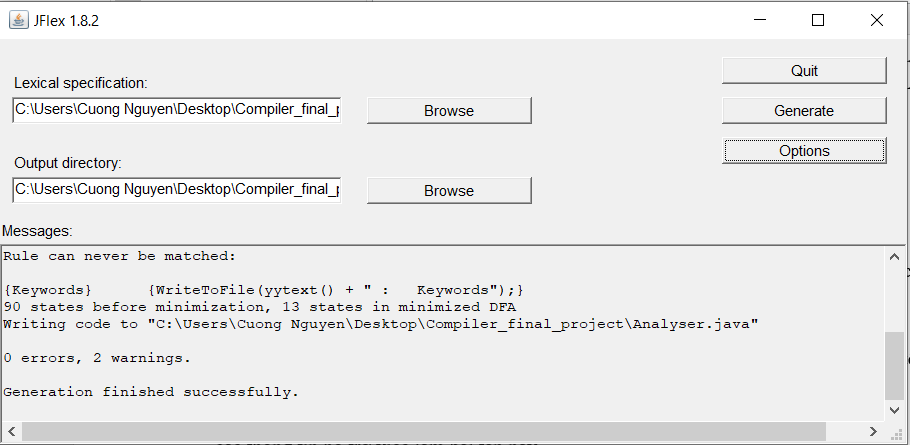 JFlex 1.8.2
Lexical specification:
C:\Users\Cuong Nguyen\Desktop\Compiler_final_p
Browse
Quit
Generate
Options
Output directory:
C:\Users\Cuong Nguyen\Desktop\Compiler_final_p
Browse
Messages:
Rule can never be matched:
{Keywords}      {WriteToFile(yytext() + " :   Keywords");}
90 states before minimization, 13 states in minimized DFA
Writing code to "C:\Users\Cuong Nguyen\Desktop\Compiler_final_project\Analyser.java"
0 errors, 2 warnings.
Generation finished successfully.